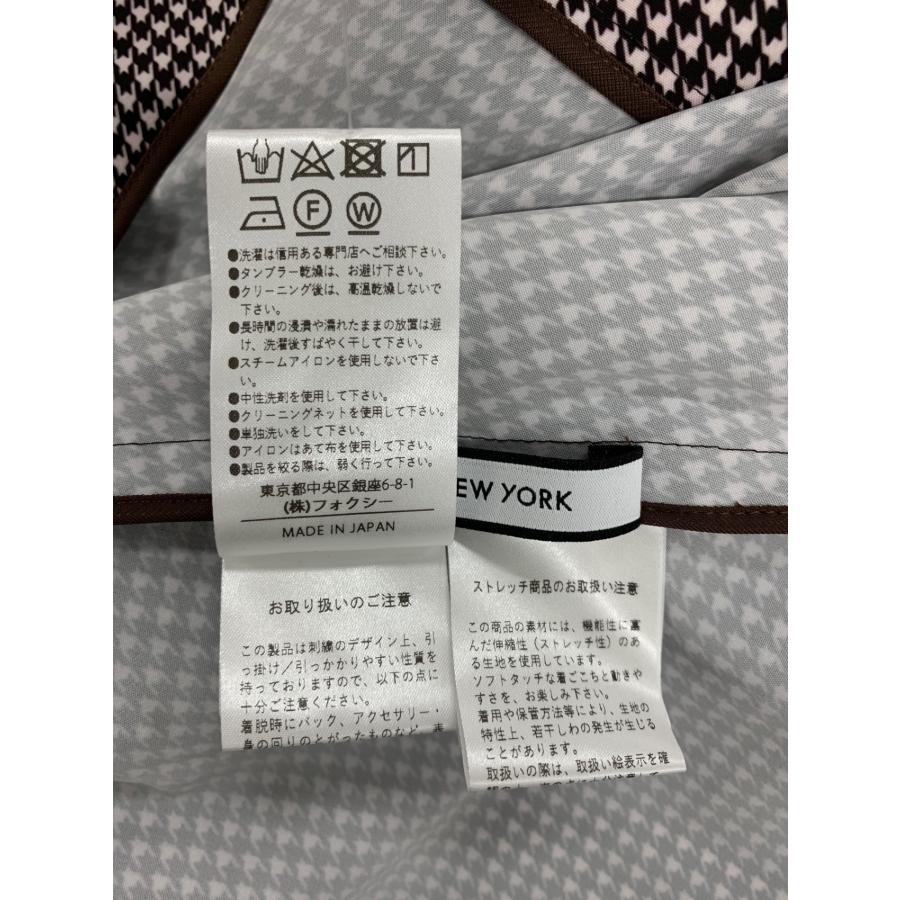 F W
●洗濯は信用ある専門店へご相談下さい。
●タンブラー乾燥は、お避け下さい。
●クリーニング後は、高温乾燥しないで
下さい。
●長時間の浸漬や濡れたままの放置は避
け、洗濯後すばやく干して下さい。
●スチームアイロンを使用しないで下さ
い。
●中性洗剤を使用して下さい。
●クリーニングネットを使用して下さい。
●単独洗いをして下さい。
●アイロンはあて布を使用して下さい。
●製品を絞る際は、弱く行って下さい。
東京都中央区銀座6-8-1
(株)フォクシー
MADE IN JAPAN
EW YORK
お取り扱いのご注意
この製品は刺繍のデザイン上、引
っ掛け／引っかかりやすい性質を
持っておりますので、以下の点に
十分ご注意ください。
着脱時にバック、アクセサリー・
身の回りのとがったものなど、表
ストレッチ商品のお取扱い注意
この商品の素材には、機能性に富
んだ伸縮性（ストレッチ性）のあ
る生地を使用しています。
ソフトタッチな着ごこちと動きや
すさを、お楽しみ下さい。
着用や保管方法等により、生地の
特性上、若干しわの発生が生じる
ことがあります。
取扱いの際は、取扱い絵表示を確